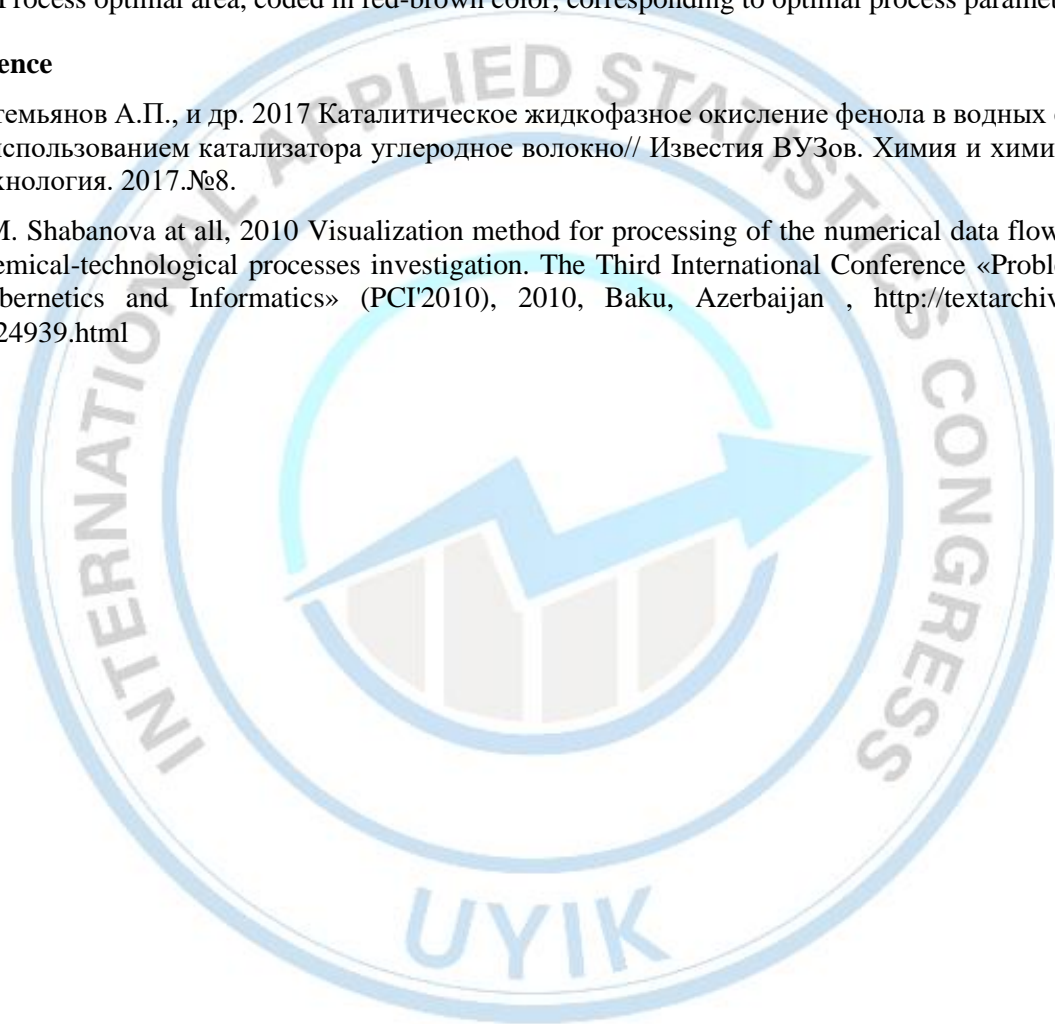 rocess optimal area, coded in red-brown color, corresponding to optimal process parame
ence
темьянов А.П., и др. 2017 Каталитическое жидкофазное окисление фенола в водных
использованием катализатора углеродное волокно// Известия ВУЗов. Химия и хими
хнология. 2017.№8.
М. Shabanova at all, 2010 Visualization method for processing of the numerical data flow
emical-technological processes investigation. The Third International Conference «Proble
bernetics and Informatics» (PCI'2010), 2010, Baku, Azerbaijan , http://textarchiv
24939.html
INTERNATIONAL APPLIED STATISTICS CONGRESS
UYIK